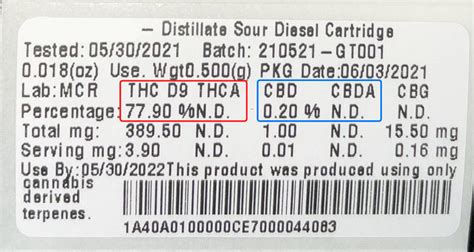 — Distillate Sour Diesel Cartridge
Tested: 05/30/2021 Batch: 210521-GT001
0.018(oz) Use. Wgt0.500(g) PKG Date:06/03/2021
Lab:MCR THC D9 THCA CBD CBDA CBG
Percentage: 77.90 %N.D. 0.20 % N.D. N.D.
Total mg: 389.50 N.D. 1.00 N.D. 15.50 mg
Serving mg:3.90 N.D. 0.01 N.D. 0.16 mg
Use By:05/30/2022This product was produced using only
cannabis
derived
terpenes.
1A40A0100000CE7000044083